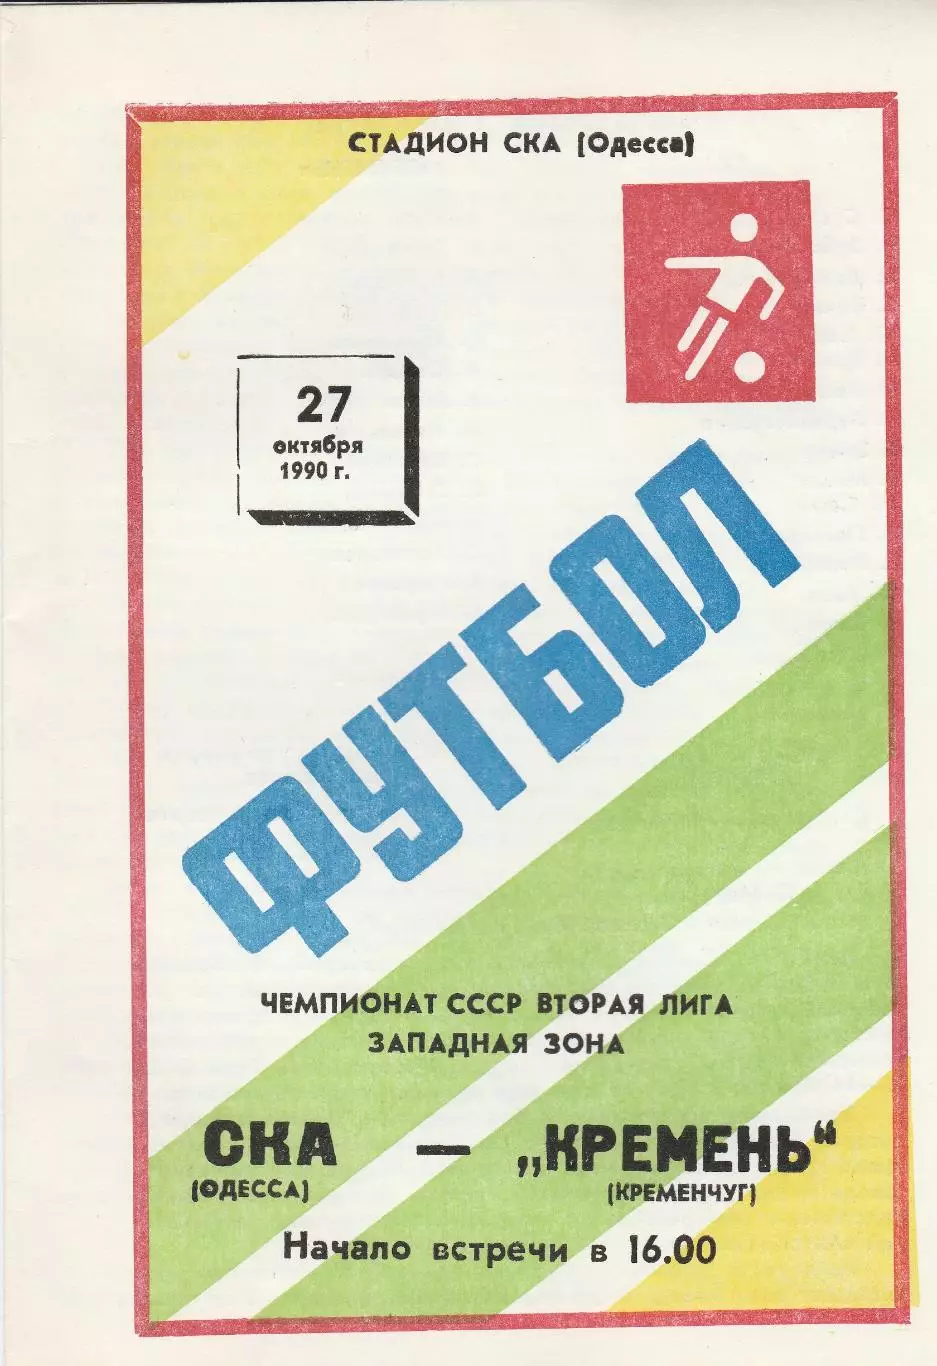 СТАДИОН СКА (Одесса)
27
октября
1990 г.
ФУТБОЛ
ЧЕМПИОНАТ СССР ВТОРАЯ ЛИГА
ЗАПАДНАЯ ЗОНА
СКА — „КРЕМЕНЬ“
(ОДЕССА) (КРЕМЕНЧУГ)
Начало встречи в 16.00